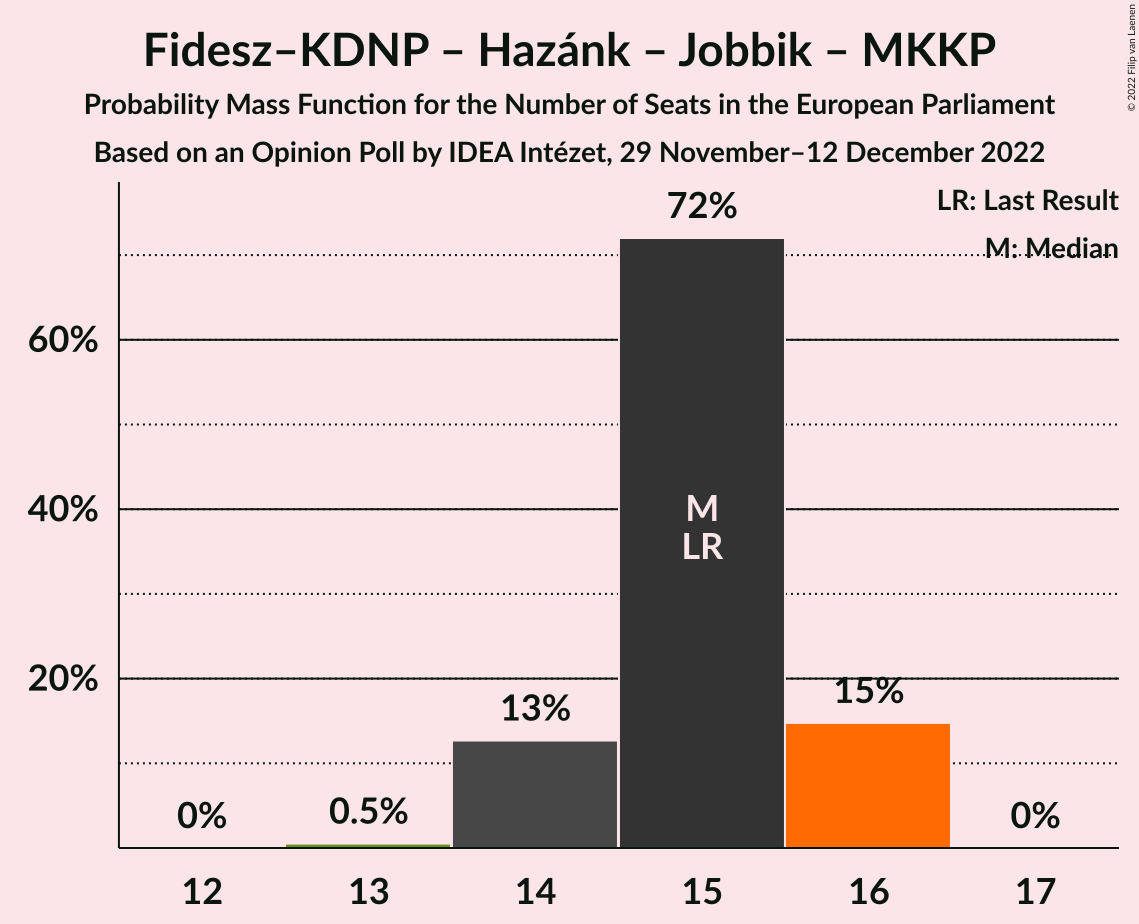 Fidesz–KDNP – Hazánk – Jobbik – MKKP
Probability Mass Function for the Number of Seats in the European Parliament
Based on an Opinion Poll by IDEA Intézet, 29 November–12 December 2022
© 2022 Filip van Laenen
LR: Last Result
M: Median
72%
60%
40%
M
LR
20%
15%
13%
0%
0.5%
0%
12 13 14 15 16 17